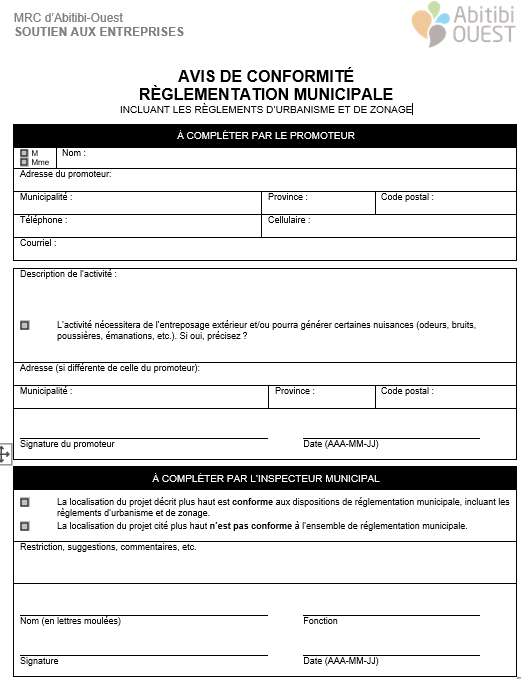 MRC d'Abitibi-Ouest
SOUTIEN AUX ENTREPRISES
Abitibi
OUEST
AVIS DE CONFORMITÉ
RÈGLEMENTATION MUNICIPALE
INCLUANT LES RÈGLEMENTS D'URBANISME ET DE ZONAGE
À COMPLÉTER PAR LE PROMOTEUR
M
Mme
Nom :
Adresse du promoteur:
Municipalité : Province : Code postal :
Téléphone : Cellulaire :
Courriel :
Description de l'activité :
L'activité nécessitera de l'entreposage extérieur et/ou pourra générer certaines nuisances (odeurs, bruits,
poussières, émanations, etc.). Si oui, précisez ?
Adresse (si différente de celle du promoteur):
Municipalité : Province : Code postal :
Signature du promoteur Date (AAA-MM-JJ)
À COMPLÉTER PAR L'INSPECTEUR MUNICIPAL
La localisation du projet décrit plus haut est conforme aux dispositions de réglementation municipale, incluant les
règlements d'urbanisme et de zonage.
La localisation du projet cité plus haut n'est pas conforme à l'ensemble de réglementation municipale.
Restriction, suggestions, commentaires, etc.
Nom (en lettres moulées) Fonction
Signature Date (AAA-MM-JJ)